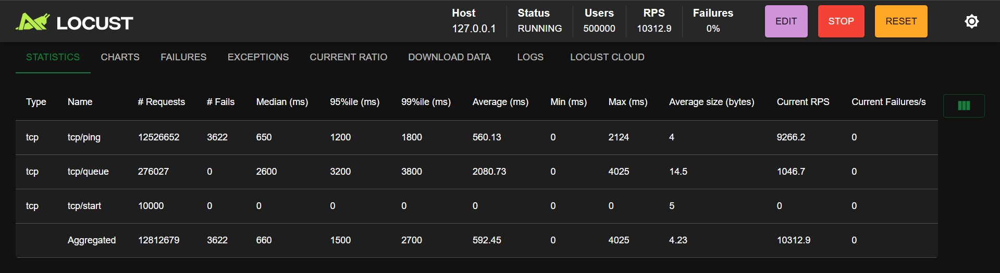 LOCUST
Host Status Users RPS Failures
127.0.0.1 RUNNING 500000 10312.9 0%
EDIT STOP RESET
STATISTICS CHARTS FAILURES EXCEPTIONS CURRENT RATIO DOWNLOAD DATA LOGS LOCUST CLOUD
Type Name # Requests # Fails Median (ms) 95%ile (ms) 99%ile (ms) Average (ms) Min (ms) Max (ms) Average size (bytes) Current RPS Current Failures/s
tcp tcp/ping 12526652 3622 650 1200 1800 560.13 0 2124 4 9266.2 0
tcp tcp/queue 276027 0 2600 3200 3800 2080.73 0 4025 14.5 1046.7 0
tcp tcp/start 10000 0 0 0 0 0 0 0 5 0 0
Aggregated 12812679 3622 660 1500 2700 592.45 0 4025 4.23 10312.9 0